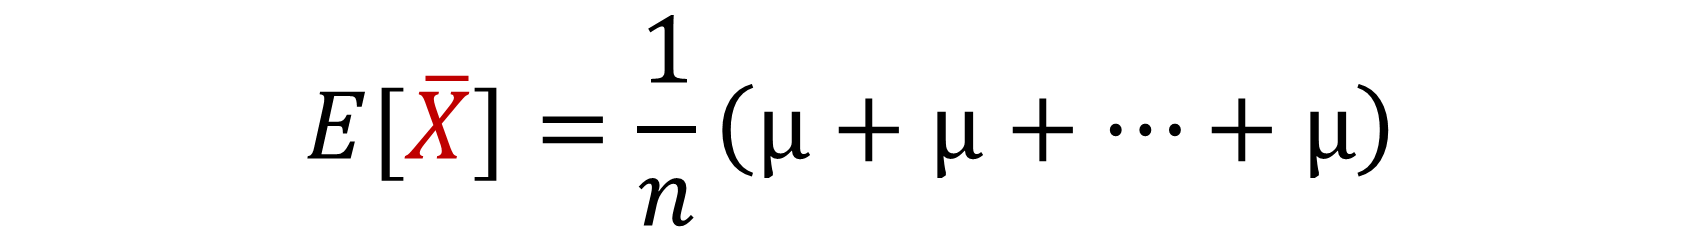 E[X̄] = 1/n (μ + μ + ⋯ + μ)